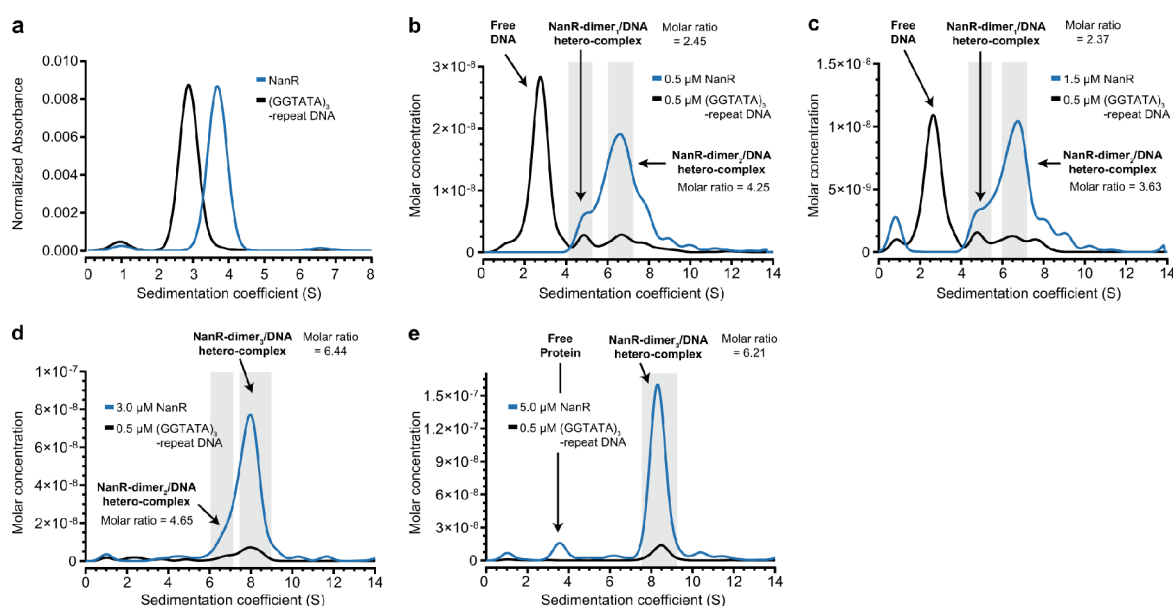 a
NanR
(GGTATA)₃
-repeat DNA
Normalized Absorbance
0.010
0.008
0.006
0.004
0.002
0.000
0 1 2 3 4 5 6 7 8
Sedimentation coefficient (S)
b
Free
DNA
NanR-dimer₁/DNA
hetero-complex
Molar ratio
= 2.45
0.5 µM NanR
0.5 µM (GGTATA)₃
-repeat DNA
NanR-dimer₂/DNA
hetero-complex
Molar ratio = 4.25
Molar concentration
3×10⁻⁸
2×10⁻⁸
1×10⁻⁸
0
0 2 4 6 8 10 12 14
Sedimentation coefficient (S)
c
Free DNA
NanR-dimer₁/DNA
hetero-complex
Molar ratio
= 2.37
1.5 µM NanR
0.5 µM (GGTATA)₃
-repeat DNA
NanR-dimer₂/DNA
hetero-complex
Molar ratio = 3.63
Molar concentration
1.5×10⁻⁸
1×10⁻⁸
5×10⁻⁹
0
0 2 4 6 8 10 12 14
Sedimentation coefficient (S)
d
NanR-dimer₃/DNA
hetero-complex
Molar ratio
= 6.44
3.0 µM NanR
0.5 µM (GGTATA)₃
-repeat DNA
NanR-dimer₂/DNA
hetero-complex
Molar ratio = 4.65
Molar concentration
1×10⁻⁷
8×10⁻⁸
6×10⁻⁸
4×10⁻⁸
2×10⁻⁸
0
0 2 4 6 8 10 12 14
Sedimentation coefficient (S)
e
Free
Protein
NanR-dimer₃/DNA
hetero-complex
Molar ratio
= 6.21
5.0 µM NanR
0.5 µM (GGTATA)₃
-repeat DNA
Molar concentration
1.5×10⁻⁷
1.2×10⁻⁷
9×10⁻⁸
6×10⁻⁸
3×10⁻⁸
0
0 2 4 6 8 10 12 14
Sedimentation coefficient (S)